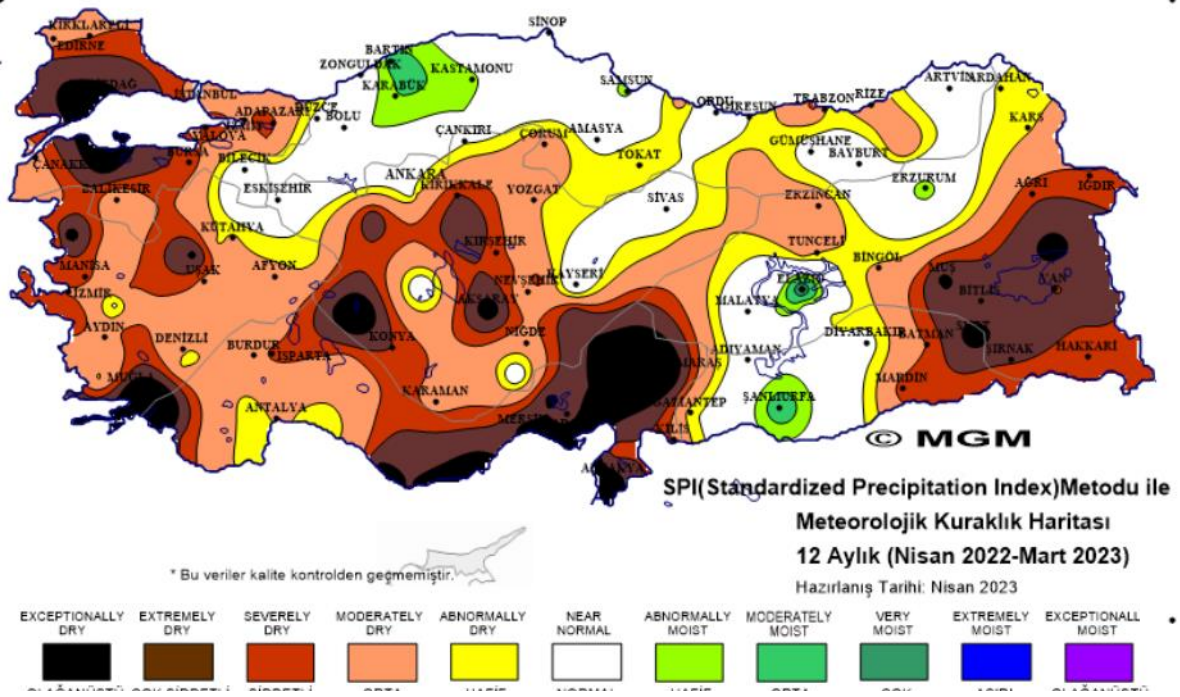 SİNOP
KIRKLARELİ
EDİRNE
BARTIN
ZONGULDAK
KASTAMONU
KARABÜK
SAMSUN
ARTVİN
ARDAHAN
İSTANBUL
ADAPAZARI
DÜZCE
BOLU
ORDU
GİRESUN
TRABZON
RİZE
YALOVA
ÇANKIRI
ÇORUM
AMASYA
KARS
GÜMÜŞHANE
BAYBURT
BURSA
BİLECİK
TOKAT
ANKARA
ERZURUM
BALIKESİR
ESKİŞEHİR
KIRIKKALE
YOZGAT
SİVAS
ERZİNCAN
AĞRI
IĞDIR
KÜTAHYA
KIRŞEHİR
TUNCELİ
BİNGÖL
MANİSA
UŞAK
AFYON
NEVŞEHİR
KAYSERİ
ELAZIĞ
MUŞ
VAN
İZMİR
AKSARAY
MALATYA
BİTLİS
AYDIN
DENİZLİ
BURDUR
ISPARTA
KONYA
NİĞDE
ADIYAMAN
DİYARBAKIR
BATMAN
SİİRT
ŞIRNAK
HAKKARİ
MUĞLA
ANTALYA
KARAMAN
MARAŞ
GAZİANTEP
ŞANLIURFA
MARDİN
KİLİS
© MGM
SPI(Standardized Precipitation Index)Metodu ile
Meteorolojik Kuraklık Haritası
12 Aylık (Nisan 2022-Mart 2023)
Hazırlanış Tarihi: Nisan 2023
* Bu veriler kalite kontrolden geçmemiştir.
EXCEPTIONALLY DRY
EXTREMELY DRY
SEVERELY DRY
MODERATELY DRY
ABNORMALLY DRY
NEAR NORMAL
ABNORMALLY MOIST
MODERATELY MOIST
VERY MOIST
EXTREMELY MOIST
EXCEPTIONALL MOIST